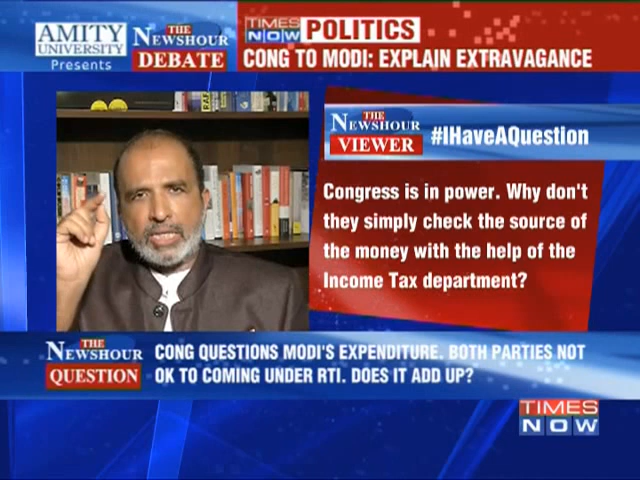 AMITY
UNIVERSITY
Presents
THE
NEWSHOUR
DEBATE
TIMES
NOW
POLITICS
CONG TO MODI: EXPLAIN EXTRAVAGANCE
THE
NEWSHOUR
VIEWER
#IHaveAQuestion
Congress is in power. Why don't
they simply check the source of
the money with the help of the
Income Tax department?
THE
NEWSHOUR
QUESTION
CONG QUESTIONS MODI'S EXPENDITURE. BOTH PARTIES NOT
OK TO COMING UNDER RTI. DOES IT ADD UP?
TIMES
NOW